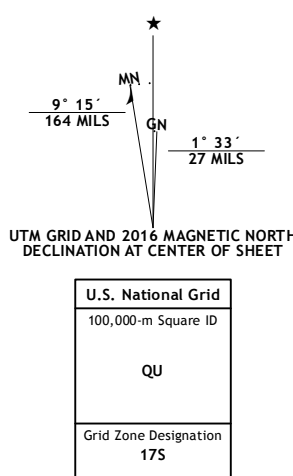 ★
MN
GN
9° 15´
164 MILS
1° 33´
27 MILS
UTM GRID AND 2016 MAGNETIC NORTH
DECLINATION AT CENTER OF SHEET
U.S. National Grid
100,000-m Square ID
QU
Grid Zone Designation
17S